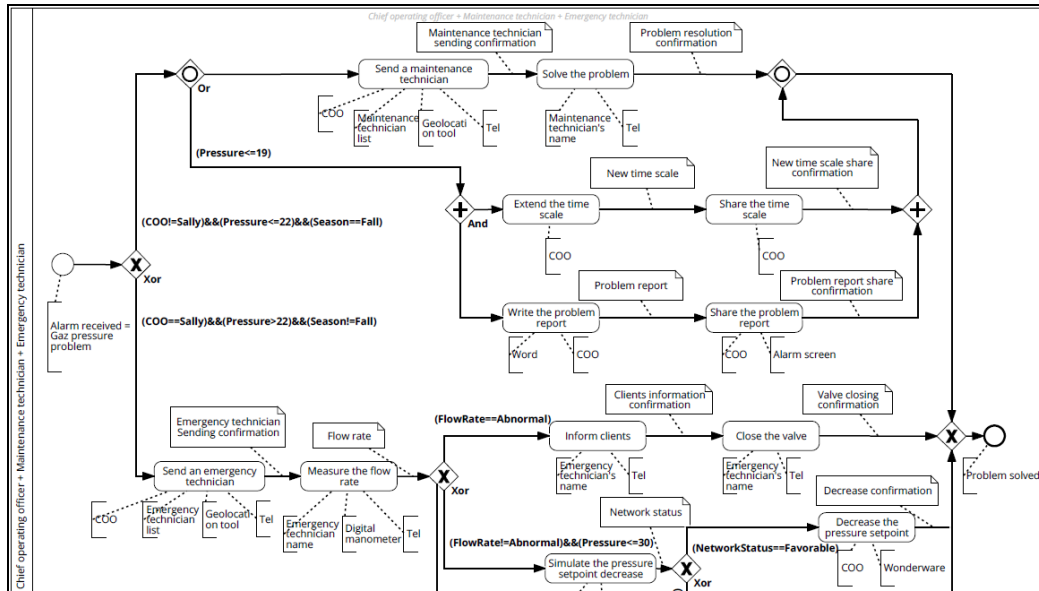 Chief operating officer + Maintenance technician + Emergency technician
Chief operating officer + Maintenance technician + Emergency technician
Maintenance technician
sending confirmation
Problem resolution
confirmation
Send a maintenance
technician
Solve the problem
Or
COO
Maintenance
technician
list
Geolocati
on tool
Tel
Maintenance
technician's
name
Tel
(Pressure<=19)
New time scale
New time scale share
confirmation
And
Extend the time
scale
Share the time
scale
COO
COO
(COO!=Sally)&&(Pressure<=22)&&(Season==Fall)
Xor
Alarm received =
Gaz pressure
problem
(COO==Sally)&&(Pressure>22)&&(Season!=Fall)
Problem report
Problem report share
confirmation
Write the problem
report
Share the problem
report
Word
COO
COO
Alarm screen
Emergency technician
Sending confirmation
Flow rate
(FlowRate==Abnormal)
Clients information
confirmation
Valve closing
confirmation
Inform clients
Close the valve
Send an emergency
technician
Measure the flow
rate
Xor
Emergency
technician's
name
Tel
Emergency
technician's
name
Tel
Problem solved
COO
Emergency
technician
list
Geolocati
on tool
Tel
Emergency
technician
name
Digital
manometer
Tel
Network status
Decrease confirmation
(FlowRate!=Abnormal)&&(Pressure<=30)
(NetworkStatus==Favorable)
Decrease the
pressure setpoint
Simulate the pressure
setpoint decrease
Xor
COO
Wonderware